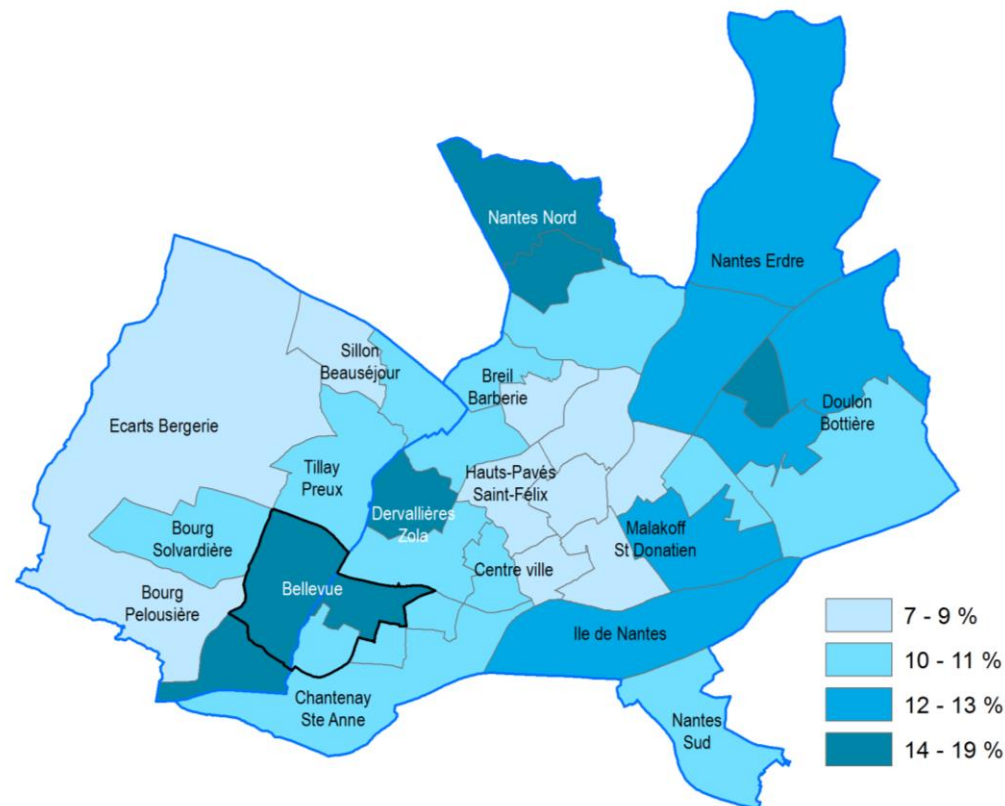 Nantes Nord
Nantes Erdre
Sillon
Beauséjour
Breil
Barberie
Doulon
Bottière
Ecarts Bergerie
Tillay
Preux
Hauts-Pavés
Saint-Félix
Dervallières
Zola
Bourg
Solvardière
Malakoff
St Donatien
Centre ville
Bellevue
Bourg
Pelousière
Ile de Nantes
Chantenay
Ste Anne
Nantes
Sud
7 - 9 %
10 - 11 %
12 - 13 %
14 - 19 %